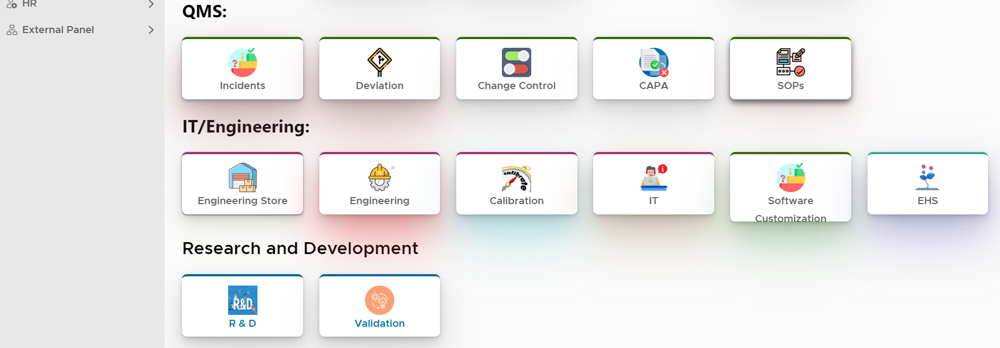 HR
External Panel
QMS:
Incidents
Deviation
Change Control
CAPA
SOPs
IT/Engineering:
Engineering Store
Engineering
calibrate
Calibration
IT
Software
Customization
EHS
Research and Development
R&D
R & D
Validation